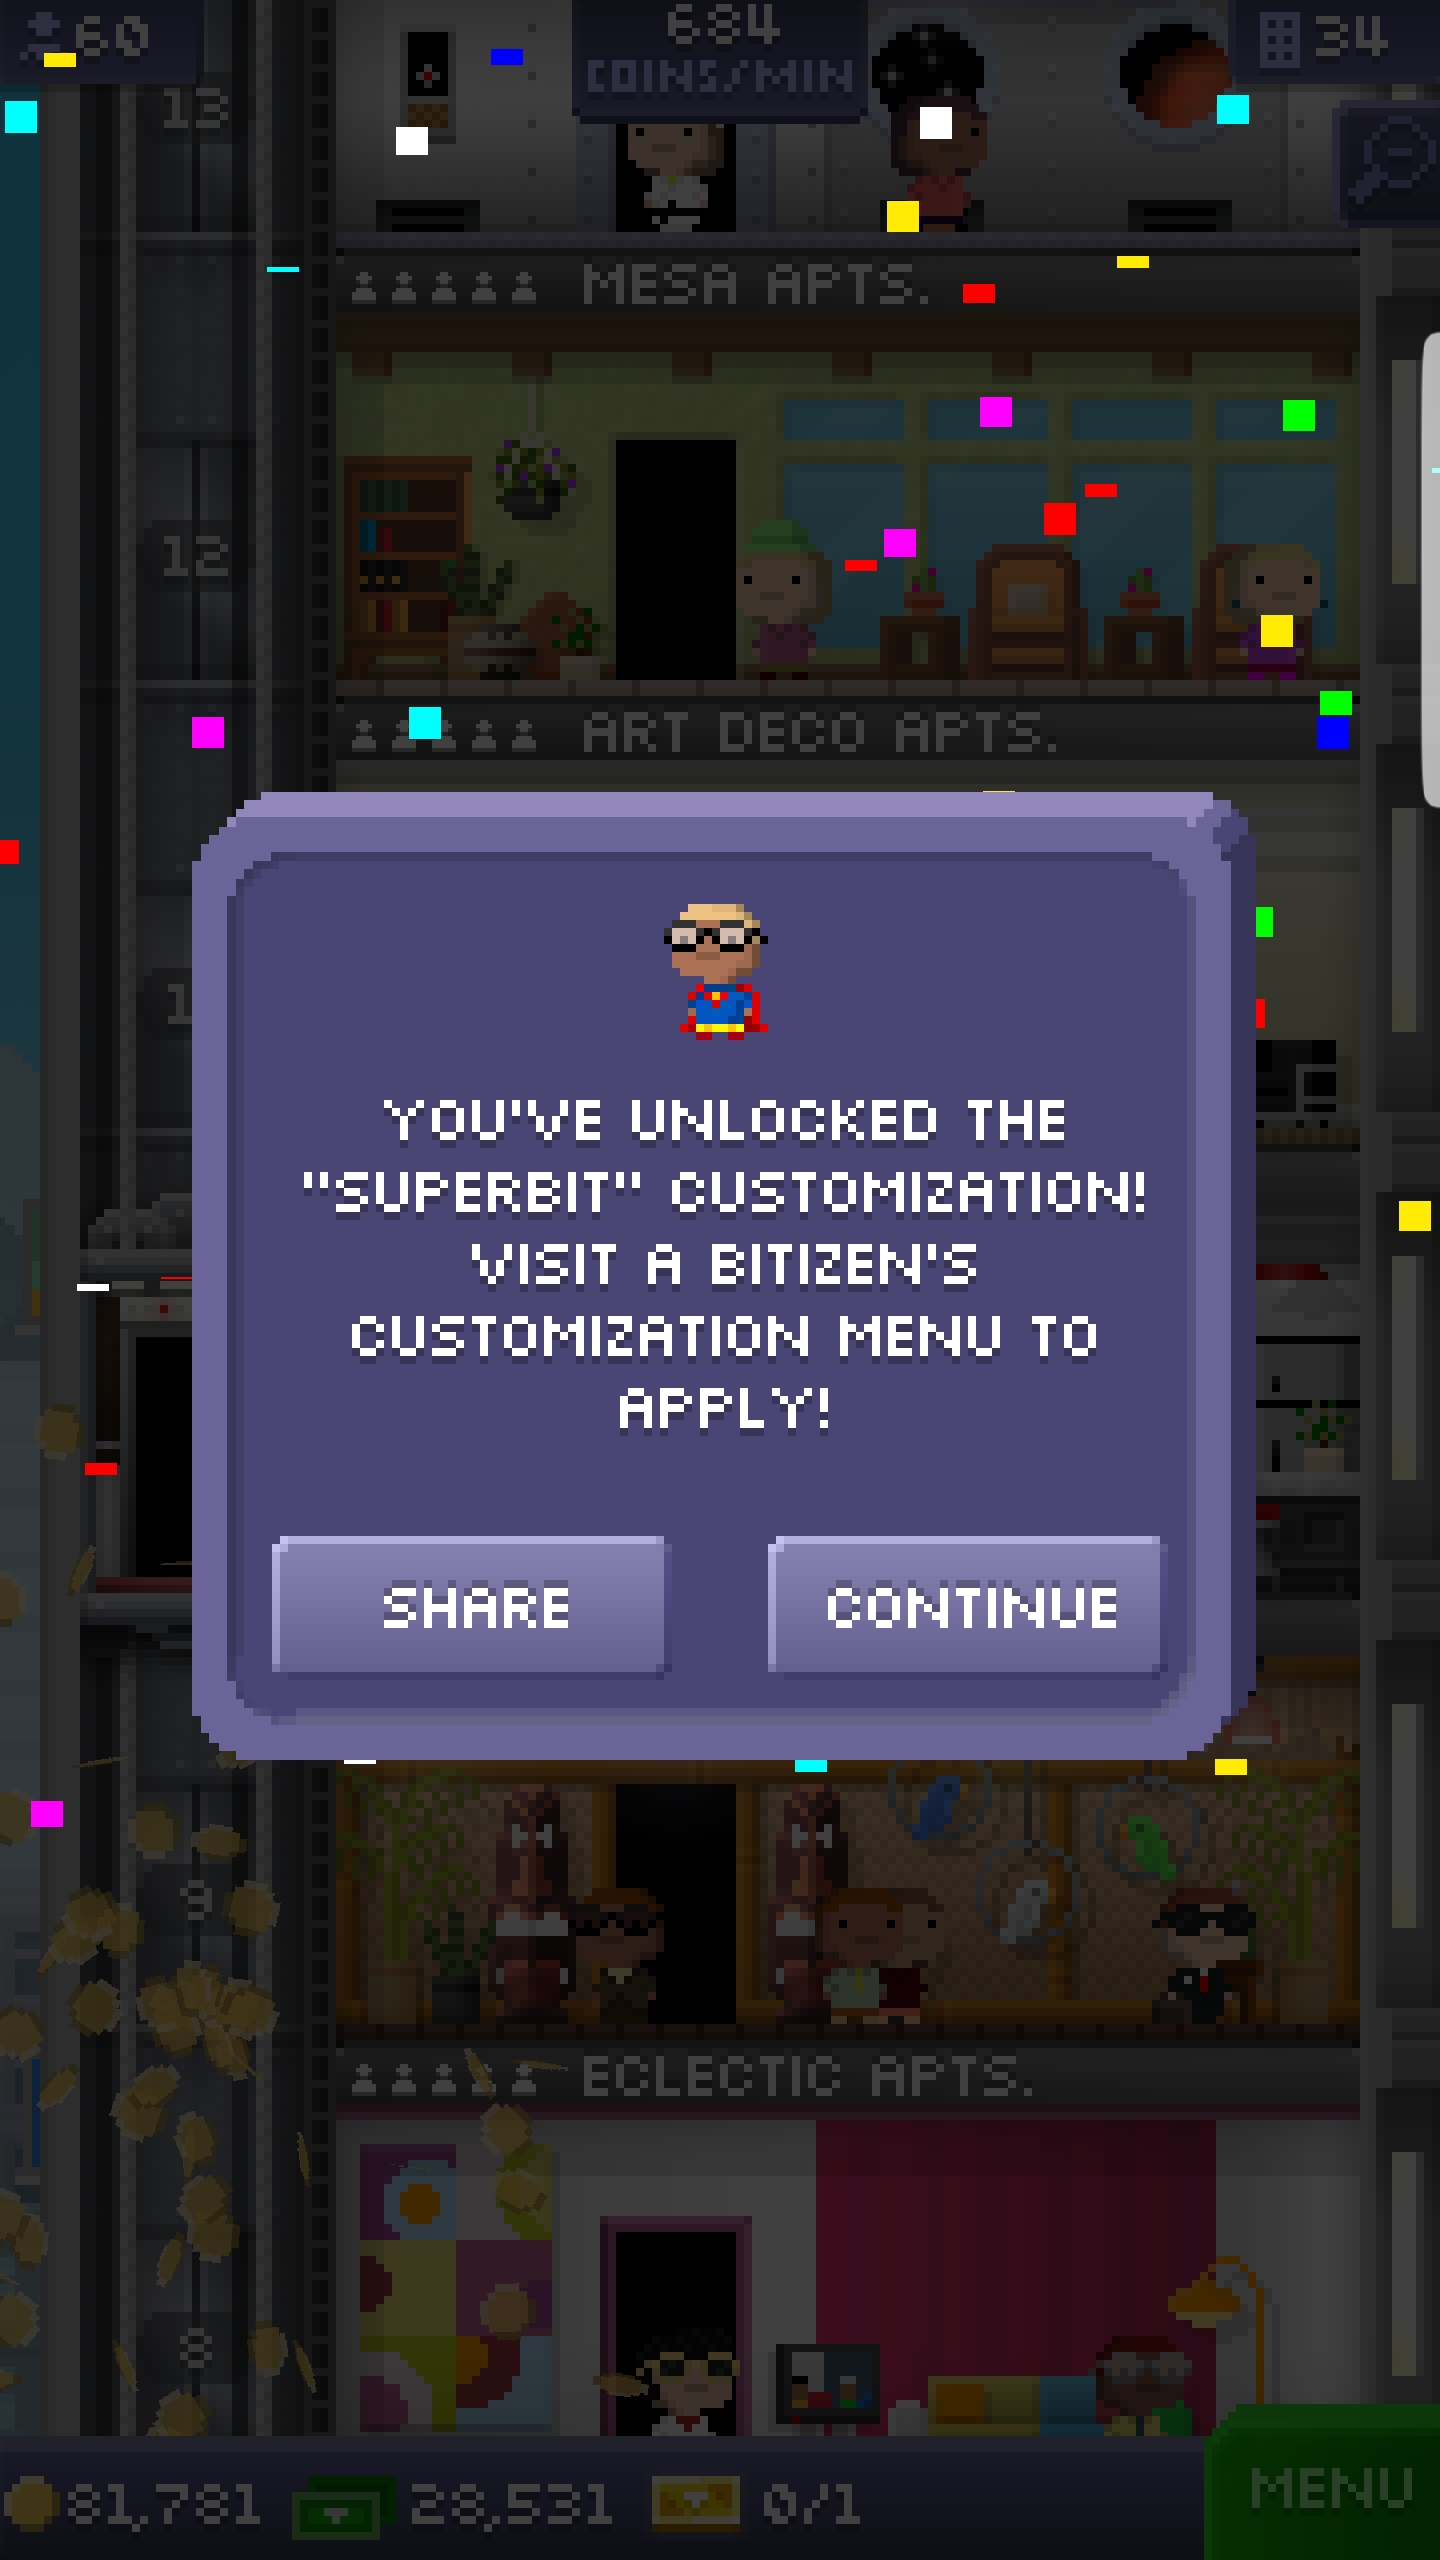 60
684
COINS/MIN
34
13
MESA APTS.
12
ART DECO APTS.
1
YOU'VE UNLOCKED THE
"SUPERBIT" CUSTOMIZATION!
VISIT A BITIZEN'S
CUSTOMIZATION MENU TO
APPLY!
SHARE
CONTINUE
9
ECLECTIC APTS.
8
81,781
28,531
0/1
MENU